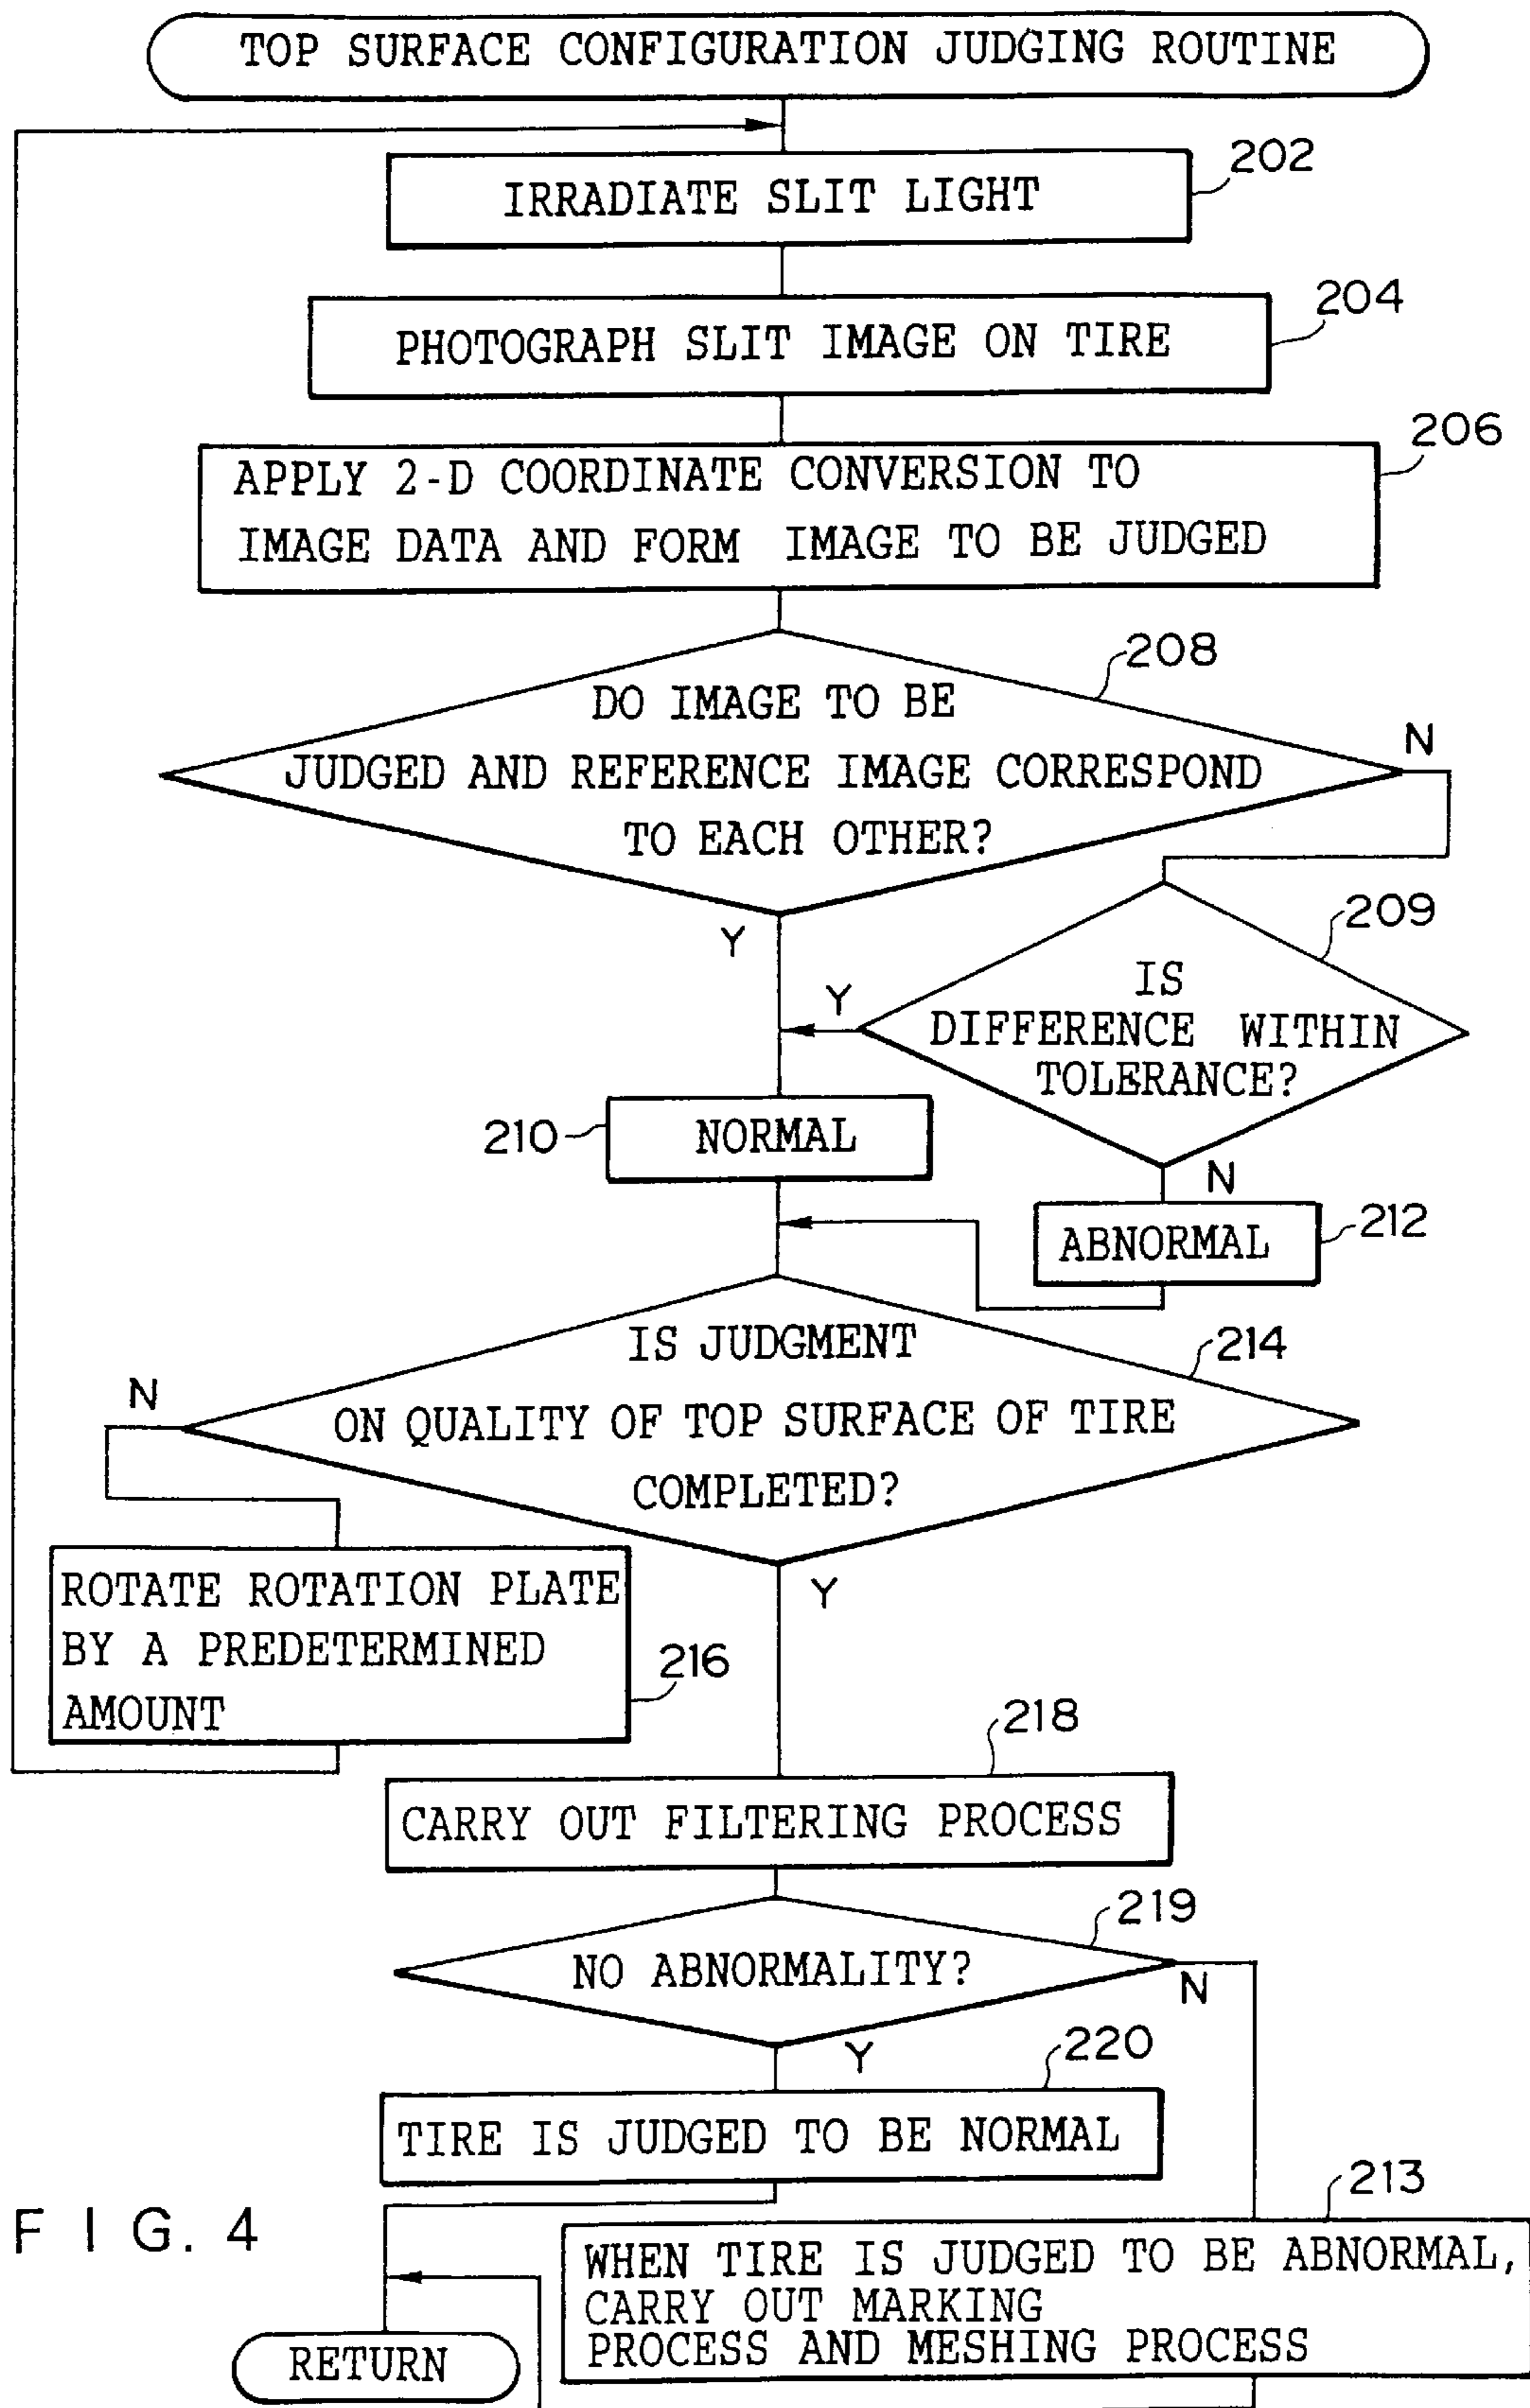 TOP SURFACE CONFIGURATION JUDGING ROUTINE
202
IRRADIATE SLIT LIGHT
204
PHOTOGRAPH SLIT IMAGE ON TIRE
206
APPLY 2-D COORDINATE CONVERSION TO
IMAGE DATA AND FORM IMAGE TO BE JUDGED
208
DO IMAGE TO BE
JUDGED AND REFERENCE IMAGE CORRESPOND
TO EACH OTHER?
N
Y
209
IS
DIFFERENCE WITHIN
TOLERANCE?
Y
N
210
NORMAL
ABNORMAL
212
214
IS JUDGMENT
ON QUALITY OF TOP SURFACE OF TIRE
COMPLETED?
N
Y
ROTATE ROTATION PLATE
BY A PREDETERMINED
AMOUNT
216
218
CARRY OUT FILTERING PROCESS
219
NO ABNORMALITY?
N
Y
220
TIRE IS JUDGED TO BE NORMAL
213
WHEN TIRE IS JUDGED TO BE ABNORMAL,
CARRY OUT MARKING
PROCESS AND MESHING PROCESS
FIG. 4
RETURN